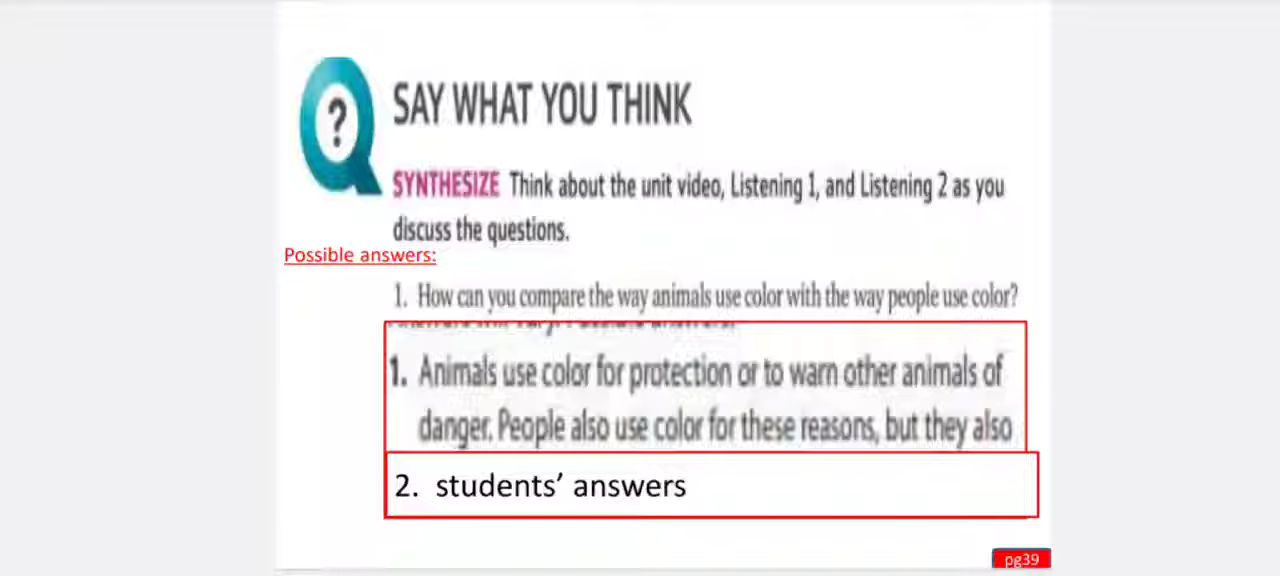 ?
SAY WHAT YOU THINK
SYNTHESIZE Think about the unit video, Listening 1, and Listening 2 as you
discuss the questions.
Possible answers:
1. How can you compare the way animals use color with the way people use color?
1. Animals use color for protection or to warn other animals of
danger. People also use color for these reasons, but they also
2. students’ answers
pg39